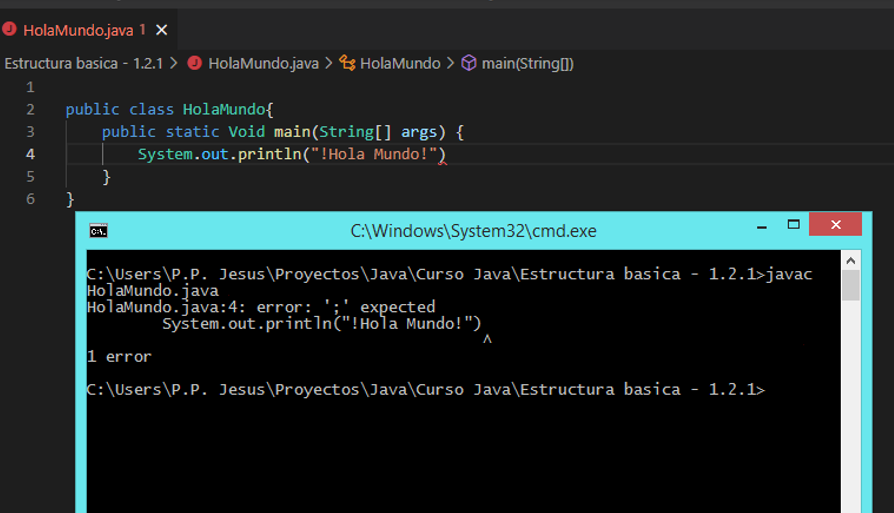 HolaMundo.java 1
Estructura basica - 1.2.1 > HolaMundo.java > HolaMundo > main(String[])
1
2 public class HolaMundo{
3 public static Void main(String[] args) {
4 System.out.println("!Hola Mundo!")
5 }
6 }
C:\Windows\System32\cmd.exe
C:\Users\P.P. Jesus\Proyectos\Java\Curso Java\Estructura basica - 1.2.1>javac
HolaMundo.java
HolaMundo.java:4: error: ';' expected
System.out.println("!Hola Mundo!")
^
1 error
C:\Users\P.P. Jesus\Proyectos\Java\Curso Java\Estructura basica - 1.2.1>